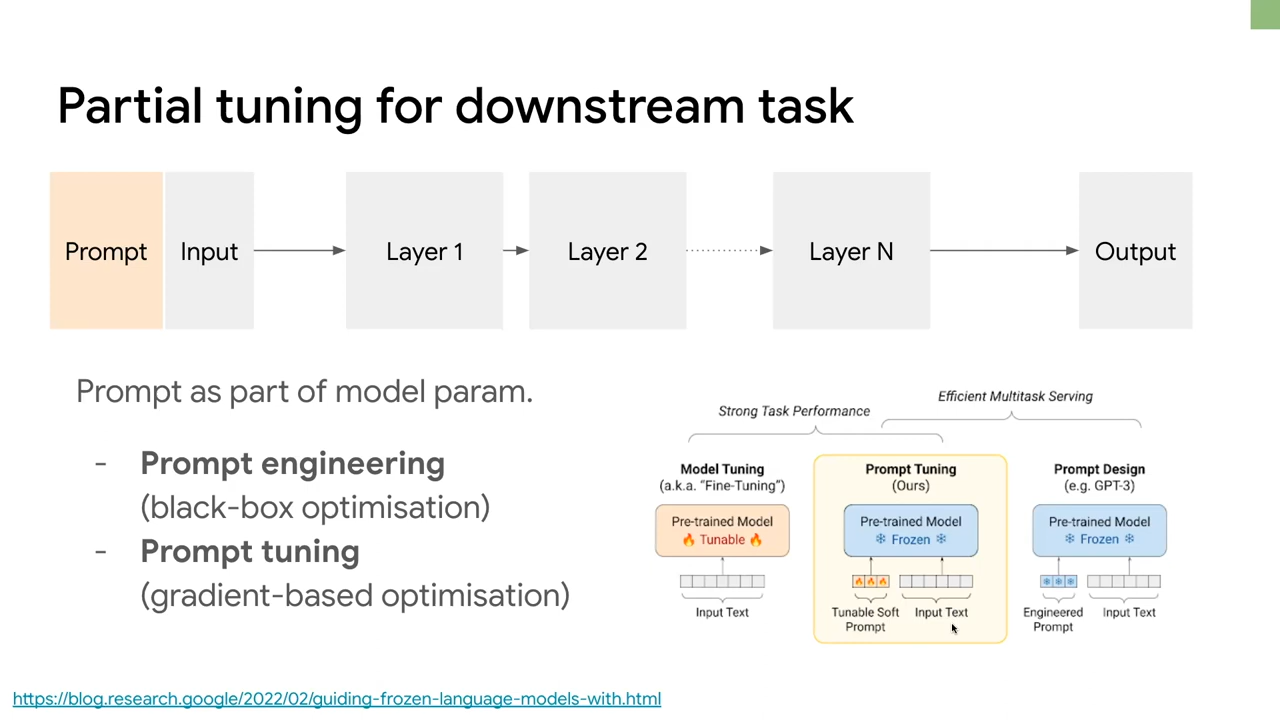 Partial tuning for downstream task
Prompt
Input
Layer 1
Layer 2
Layer N
Output
Prompt as part of model param.
- Prompt engineering
(black-box optimisation)
- Prompt tuning
(gradient-based optimisation)
Strong Task Performance
Efficient Multitask Serving
Model Tuning
(a.k.a. “Fine-Tuning”)
Pre-trained Model
Tunable
Input Text
Prompt Tuning
(Ours)
Pre-trained Model
Frozen
Tunable Soft
Prompt
Input Text
Prompt Design
(e.g. GPT-3)
Pre-trained Model
Frozen
Engineered
Prompt
Input Text
https://blog.research.google/2022/02/guiding-frozen-language-models-with.html